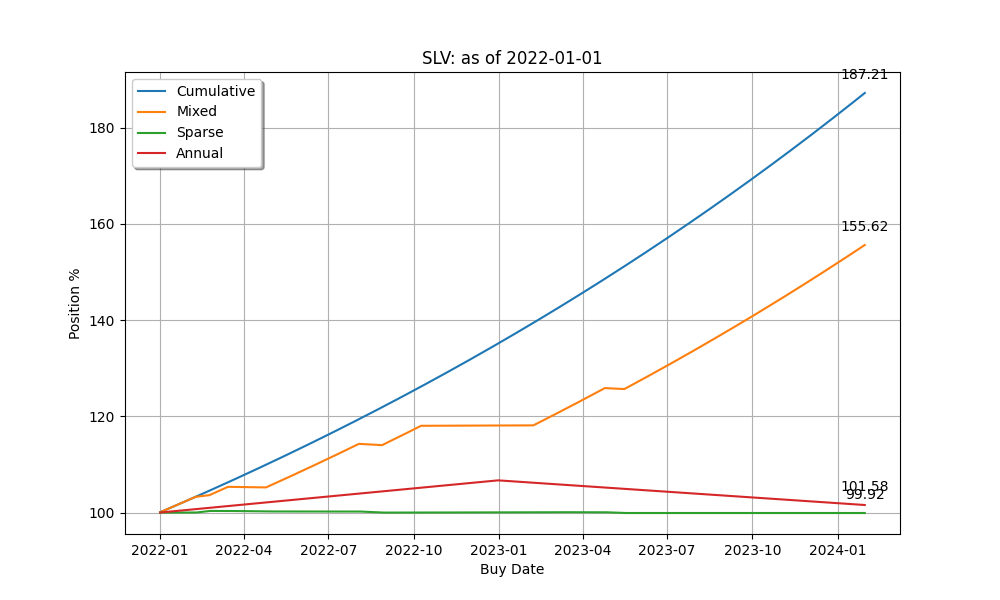 SLV: as of 2022-01-01
187.21
Cumulative
Mixed
Sparse
Annual
180
160
155.62
140
120
101.58
99.92
100
Position %
2022-01 2022-04 2022-07 2022-10 2023-01 2023-04 2023-07 2023-10 2024-01
Buy Date